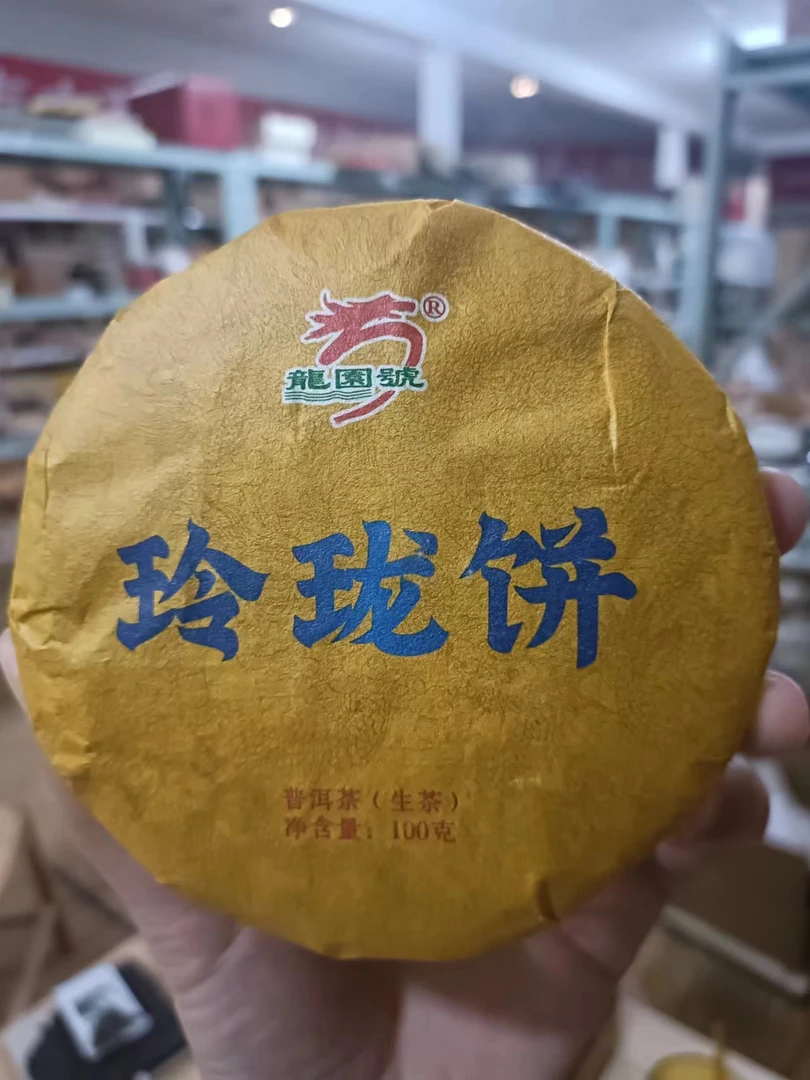 ®
龍園號
玲珑饼
普洱茶（生茶）
净含量：100克